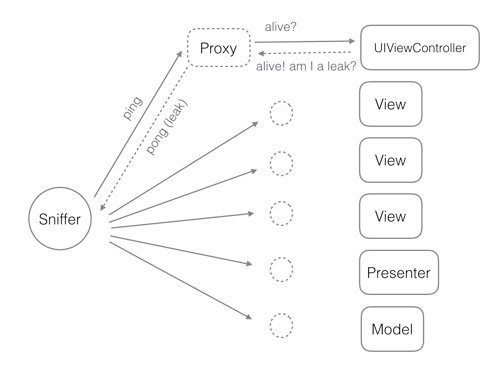 alive?
Proxy
UIViewController
alive! am I a leak?
ping
pong (leak)
View
View
Sniffer
View
Presenter
Model